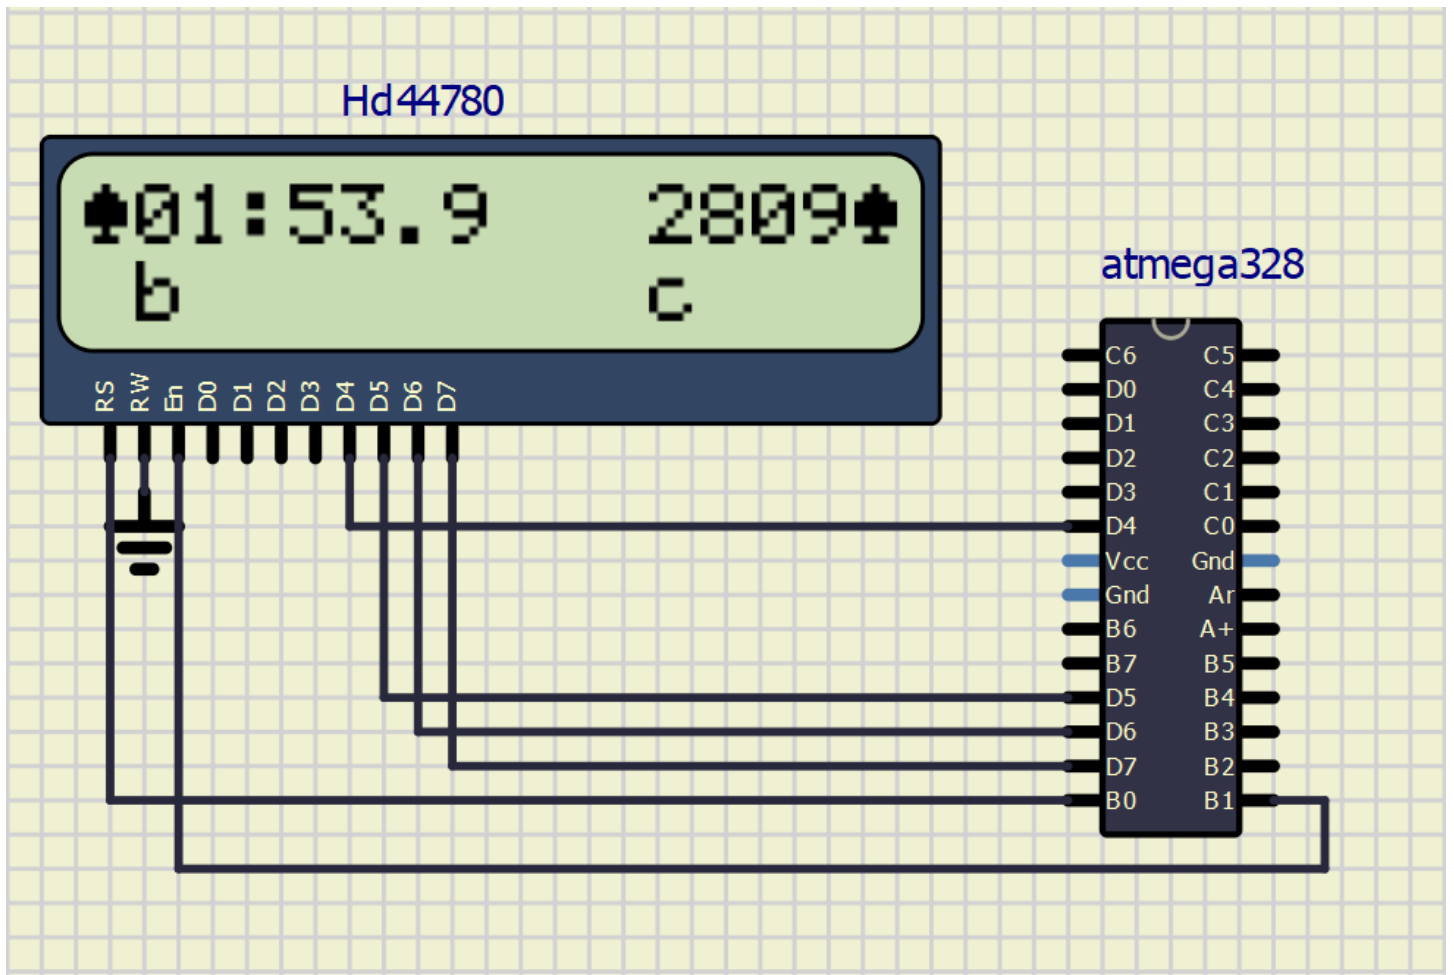 Hd44780
♠01:53.9   2809♠
b   c
RS RW En D0 D1 D2 D3 D4 D5 D6 D7
atmega328
C6 C5
D0 C4
D1 C3
D2 C2
D3 C1
D4 C0
Vcc Gnd
Gnd Ar
B6 A+
B7 B5
D5 B4
D6 B3
D7 B2
B0 B1